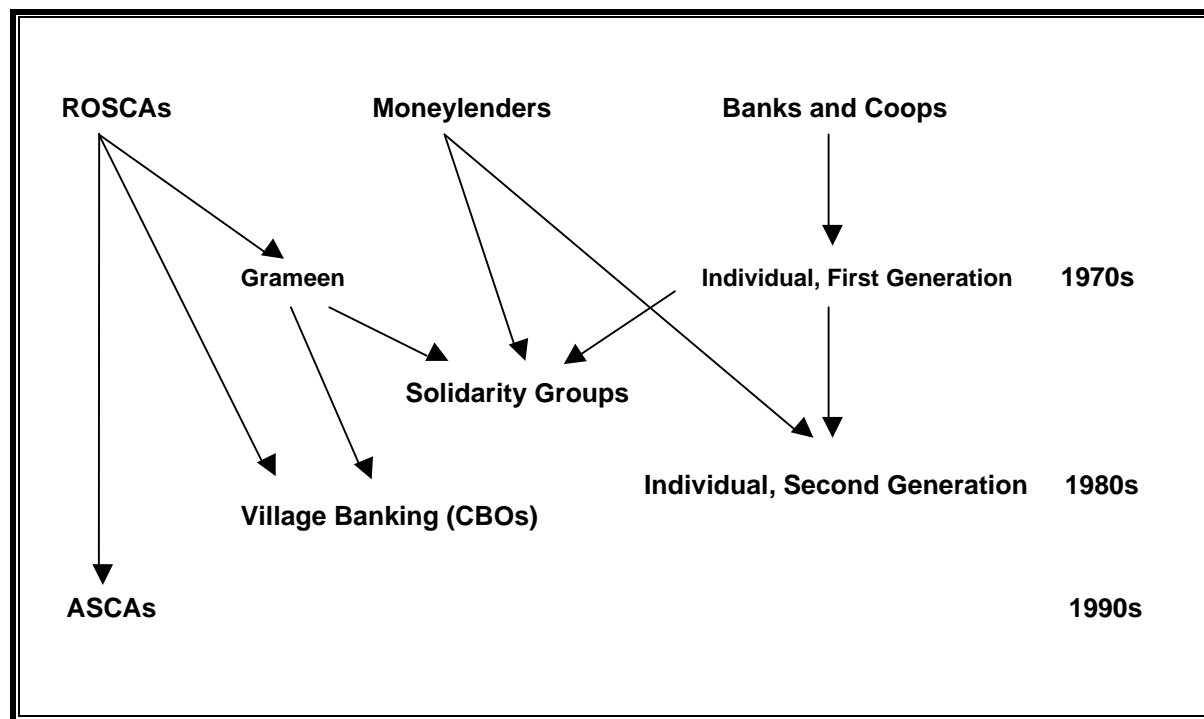 ROSCAs Moneylenders Banks and Coops
Grameen Individual, First Generation 1970s
Solidarity Groups
Individual, Second Generation 1980s
Village Banking (CBOs)
ASCAs 1990s